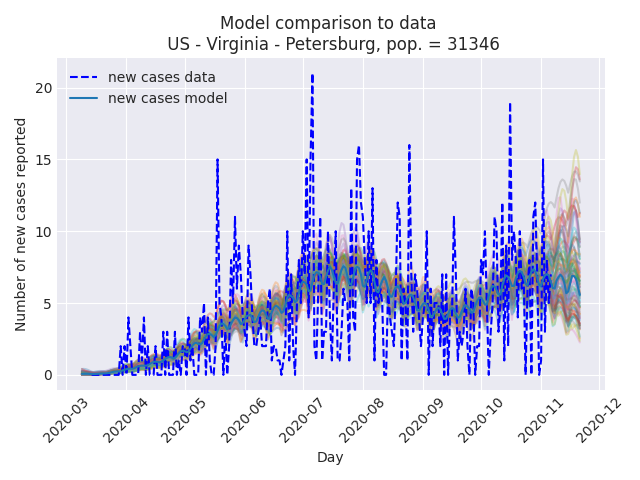 Model comparison to data
US - Virginia - Petersburg, pop. = 31346
new cases data
new cases model
Number of new cases reported
20
15
10
5
0
2020-03
2020-04
2020-05
2020-06
2020-07
2020-08
2020-09
2020-10
2020-11
2020-12
Day